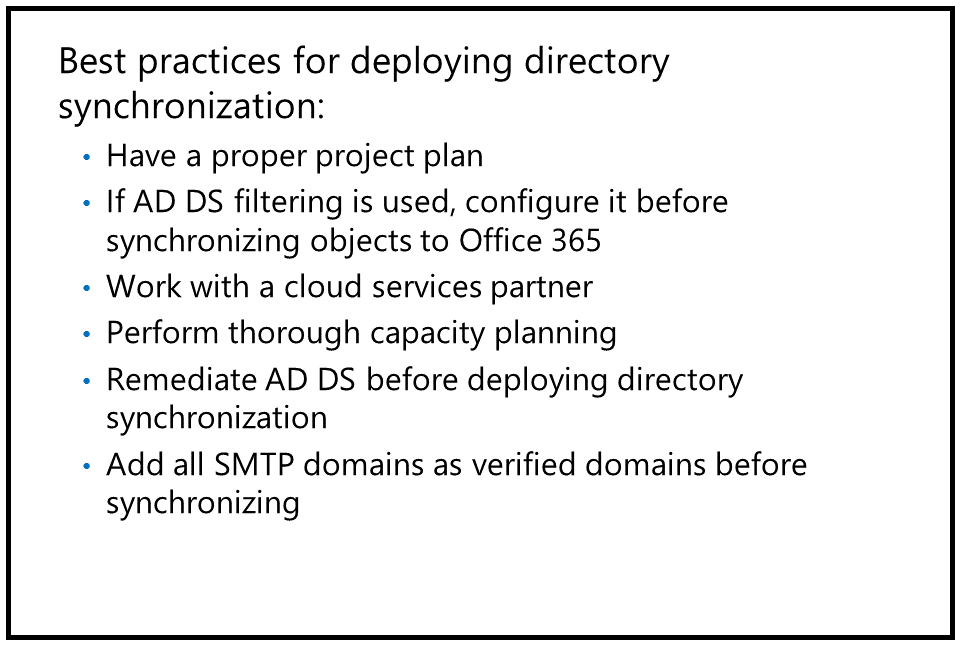 Best practices for deploying directory
synchronization:
• Have a proper project plan
• If AD DS filtering is used, configure it before
synchronizing objects to Office 365
• Work with a cloud services partner
• Perform thorough capacity planning
• Remediate AD DS before deploying directory
synchronization
• Add all SMTP domains as verified domains before
synchronizing